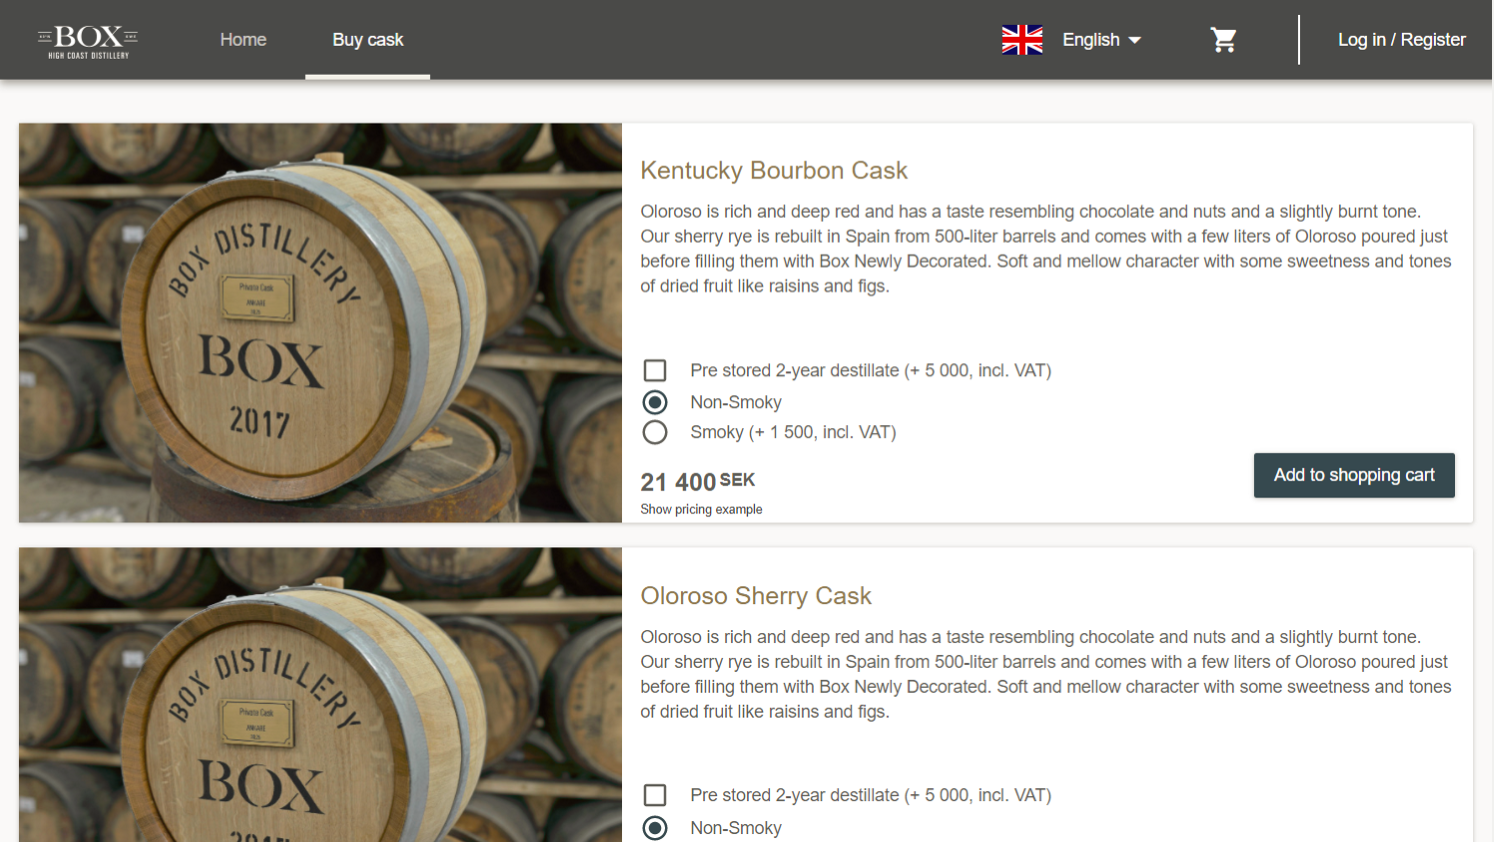 BOX
HIGH COAST DISTILLERY
Home
Buy cask
English
Log in / Register
BOX DISTILLERY
Private Cask
BOX
2017
Kentucky Bourbon Cask
Oloroso is rich and deep red and has a taste resembling chocolate and nuts and a slightly burnt tone.
Our sherry rye is rebuilt in Spain from 500-liter barrels and comes with a few liters of Oloroso poured just
before filling them with Box Newly Decorated. Soft and mellow character with some sweetness and tones
of dried fruit like raisins and figs.
Pre stored 2-year destillate (+ 5 000, incl. VAT)
Non-Smoky
Smoky (+ 1 500, incl. VAT)
21 400 SEK
Show pricing example
Add to shopping cart
BOX DISTILLERY
Private Cask
BOX
Oloroso Sherry Cask
Oloroso is rich and deep red and has a taste resembling chocolate and nuts and a slightly burnt tone.
Our sherry rye is rebuilt in Spain from 500-liter barrels and comes with a few liters of Oloroso poured just
before filling them with Box Newly Decorated. Soft and mellow character with some sweetness and tones
of dried fruit like raisins and figs.
Pre stored 2-year destillate (+ 5 000, incl. VAT)
Non-Smoky